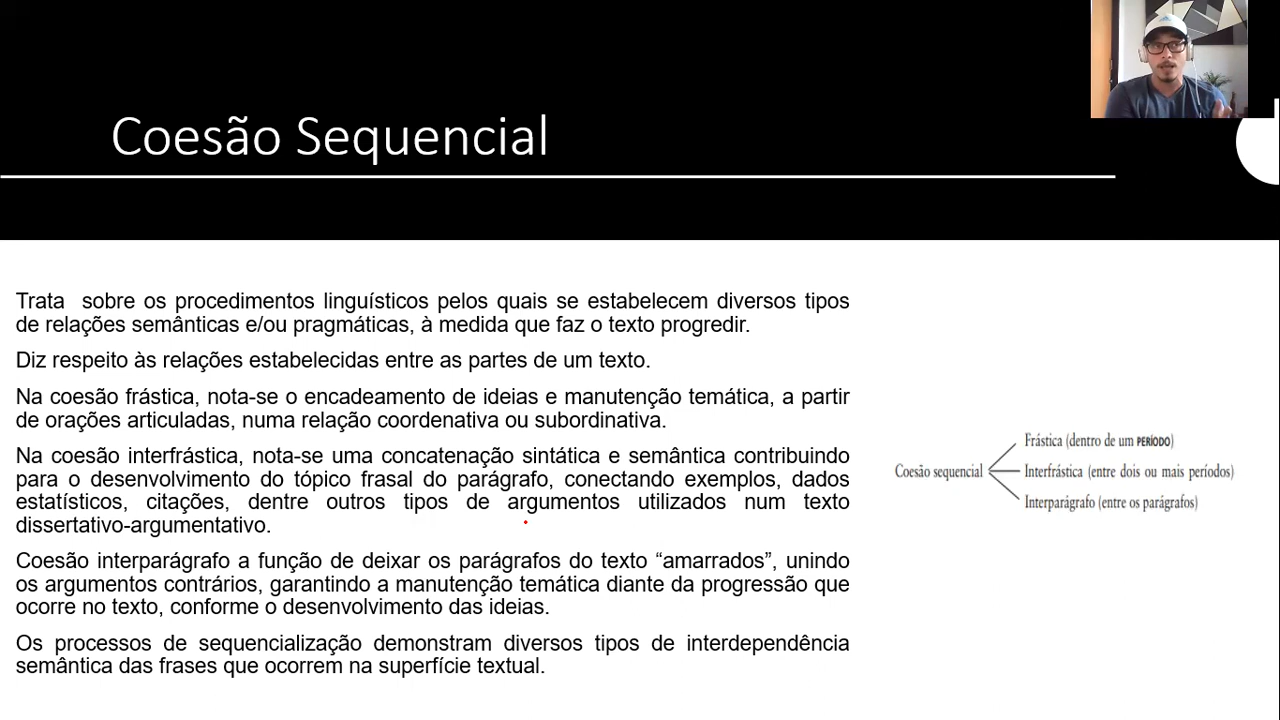 Coesão Sequencial
Trata sobre os procedimentos linguísticos pelos quais se estabelecem diversos tipos
de relações semânticas e/ou pragmáticas, à medida que faz o texto progredir.
Diz respeito às relações estabelecidas entre as partes de um texto.
Na coesão frástica, nota-se o encadeamento de ideias e manutenção temática, a partir
de orações articuladas, numa relação coordenativa ou subordinativa.
Na coesão interfrástica, nota-se uma concatenação sintática e semântica contribuindo
para o desenvolvimento do tópico frasal do parágrafo, conectando exemplos, dados
estatísticos, citações, dentre outros tipos de argumentos utilizados num texto
dissertativo-argumentativo.
Coesão interparágrafo a função de deixar os parágrafos do texto “amarrados”, unindo
os argumentos contrários, garantindo a manutenção temática diante da progressão que
ocorre no texto, conforme o desenvolvimento das ideias.
Os processos de sequencialização demonstram diversos tipos de interdependência
semântica das frases que ocorrem na superfície textual.
Frástica (dentro de um PERÍODO)
Coesão sequencial
Interfrástica (entre dois ou mais períodos)
Interparágrafo (entre os parágrafos)